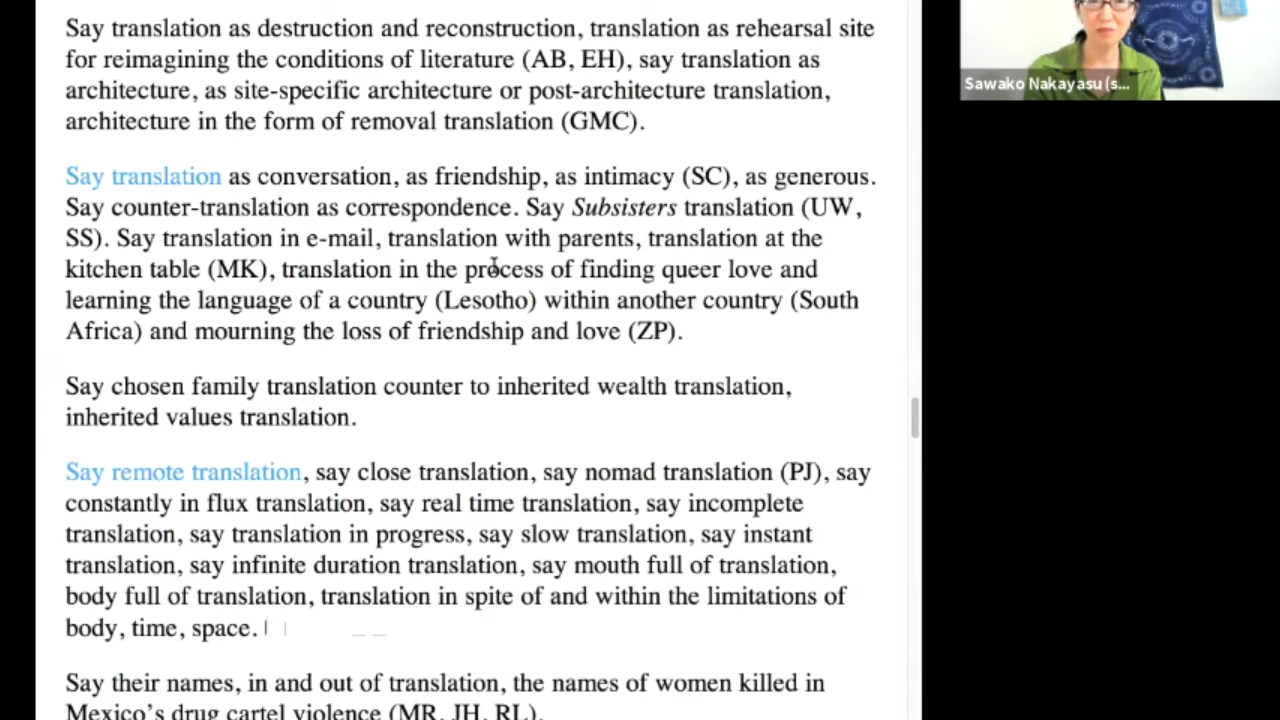 Say translation as destruction and reconstruction, translation as rehearsal site
for reimagining the conditions of literature (AB, EH), say translation as
architecture, as site-specific architecture or post-architecture translation,
architecture in the form of removal translation (GMC).
Say translation as conversation, as friendship, as intimacy (SC), as generous.
Say counter-translation as correspondence. Say Subsisters translation (UW,
SS). Say translation in e-mail, translation with parents, translation at the
kitchen table (MK), translation in the process of finding queer love and
learning the language of a country (Lesotho) within another country (South
Africa) and mourning the loss of friendship and love (ZP).
Say chosen family translation counter to inherited wealth translation,
inherited values translation.
Say remote translation, say close translation, say nomad translation (PJ), say
constantly in flux translation, say real time translation, say incomplete
translation, say translation in progress, say slow translation, say instant
translation, say infinite duration translation, say mouth full of translation,
body full of translation, translation in spite of and within the limitations of
body, time, space.
Say their names, in and out of translation, the names of women killed in
Mexico's drug cartel violence (MR, JH, RL).
Sawako Nakayasu (s...